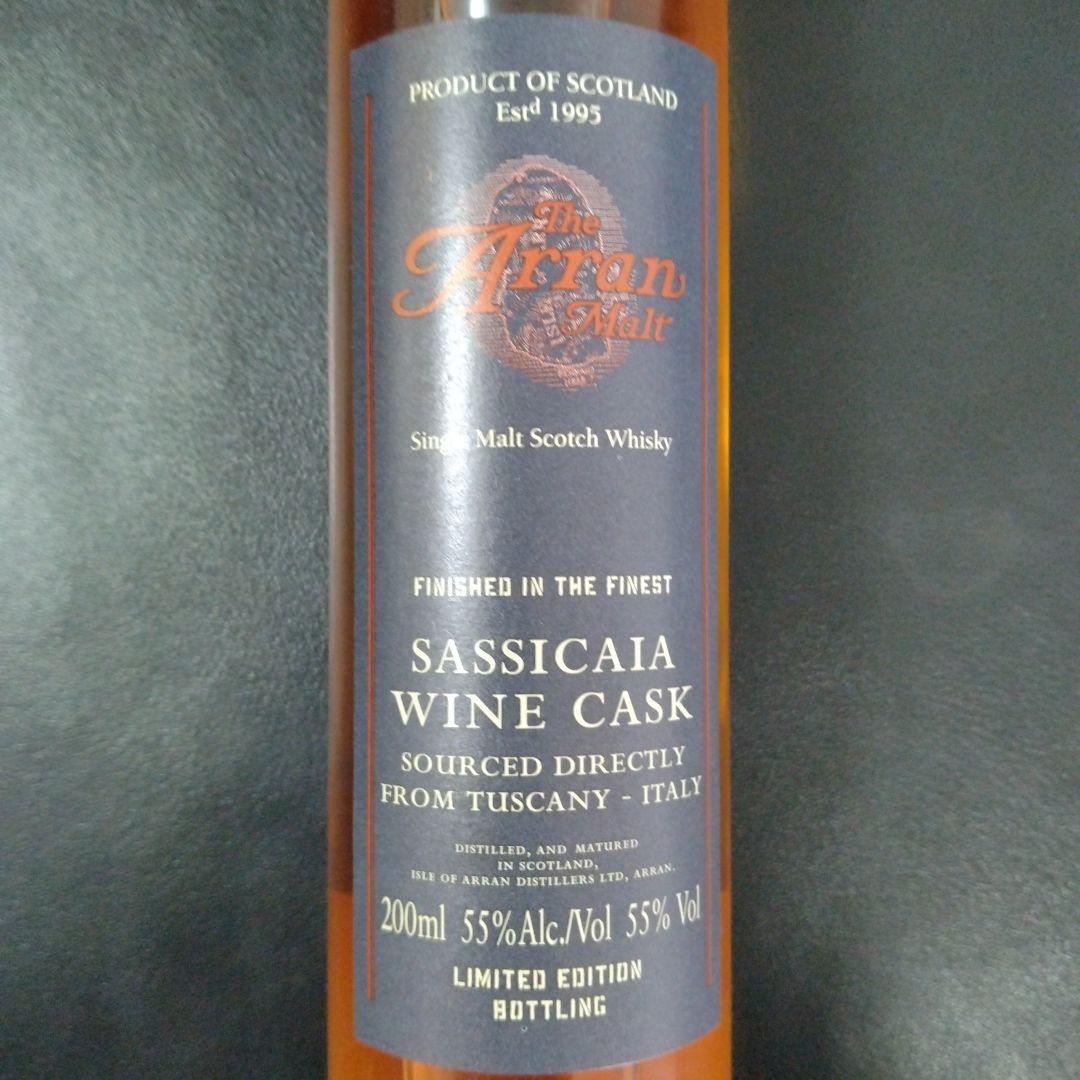 PRODUCT OF SCOTLAND
Estd 1995
The
Arran
Malt
Single Malt Scotch Whisky
FINISHED IN THE FINEST
SASSICAIA
WINE CASK
SOURCED DIRECTLY
FROM TUSCANY - ITALY
DISTILLED, AND MATURED
IN SCOTLAND,
ISLE OF ARRAN DISTILLERS LTD, ARRAN.
200ml 55%Alc./Vol 55% Vol
LIMITED EDITION
BOTTLING